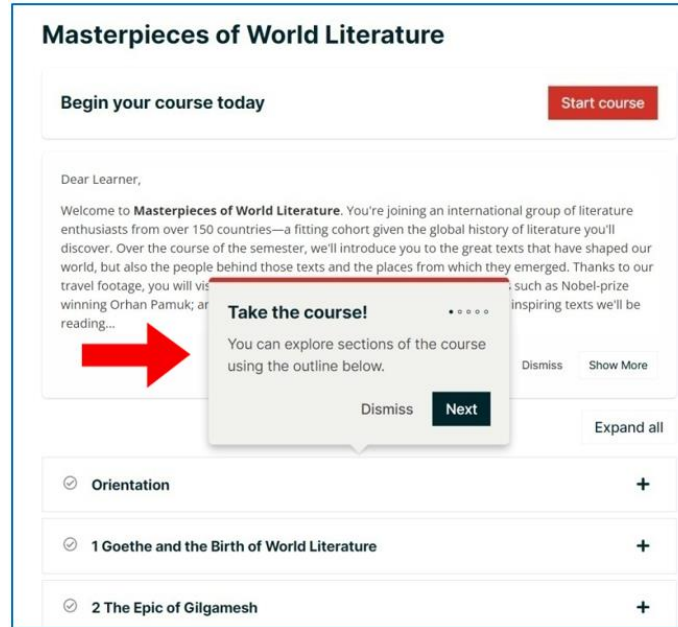 Masterpieces of World Literature
Begin your course today
Start course
Dear Learner,
Welcome to Masterpieces of World Literature. You're joining an international group of literature
enthusiasts from over 150 countries—a fitting cohort given the global history of literature you'll
discover. Over the course of the semester, we'll introduce you to the great texts that have shaped our
world, but also the people behind those texts and the places from which they emerged. Thanks to our
travel footage, you will such as Nobel-prize
winning Orhan Pamuk; inspiring texts we'll be
reading...
Take the course!
You can explore sections of the course
using the outline below.
Dismiss
Next
Dismiss
Show More
Expand all
Orientation
1 Goethe and the Birth of World Literature
2 The Epic of Gilgamesh